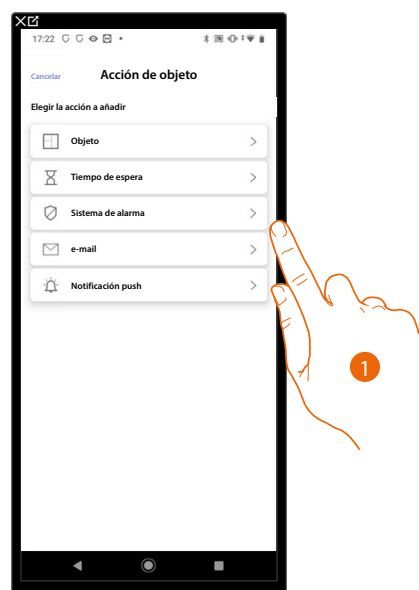 17:22
Cancelar Acción de objeto
Elegir la acción a añadir
Objeto
Tiempo de espera
Sistema de alarma
e-mail
Notificación push
1